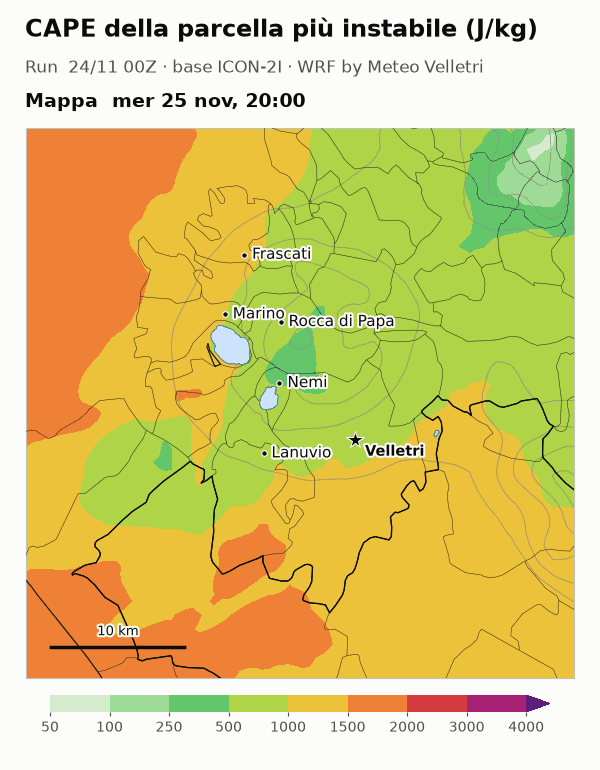 CAPE della parcella più instabile (J/kg)
Run  24/11 00Z · base ICON-2I · WRF by Meteo Velletri
Mappa  mer 25 nov, 20:00
Frascati
Marino
Rocca di Papa
Nemi
Velletri
Lanuvio
10 km
50 100 250 500 1000 1500 2000 3000 4000